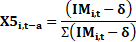 X5i,t−a = (IMi,t − δ) / Σ(IMi,t − δ)